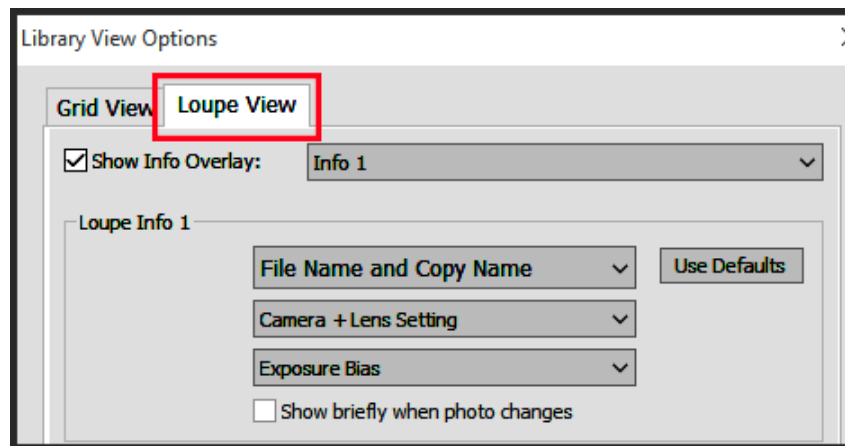 Library View Options
Grid View Loupe View
Show Info Overlay: Info 1
Loupe Info 1
File Name and Copy Name Use Defaults
Camera + Lens Setting
Exposure Bias
Show briefly when photo changes